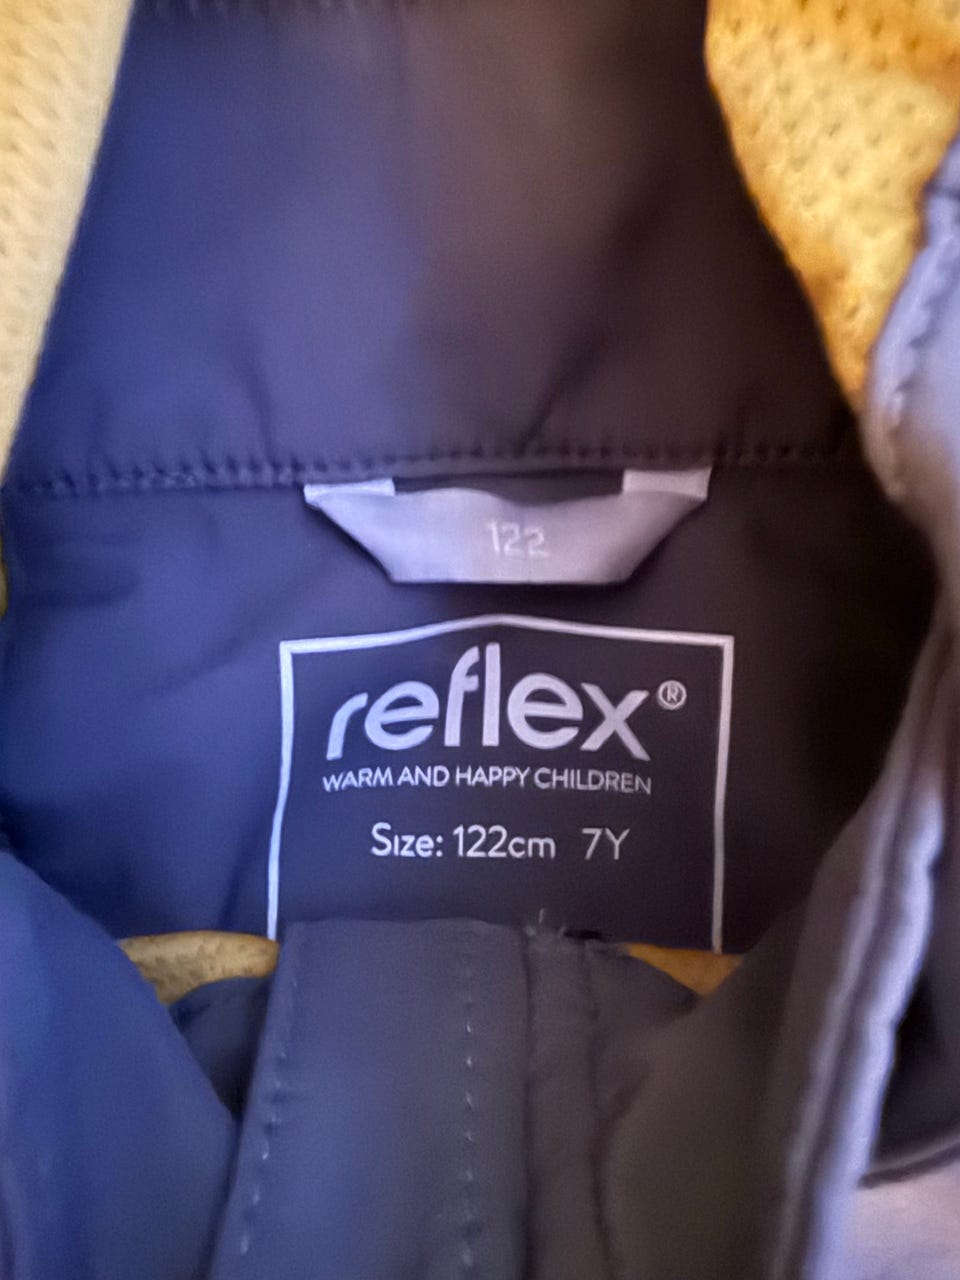 122
reflex®
WARM AND HAPPY CHILDREN
Size: 122cm 7Y